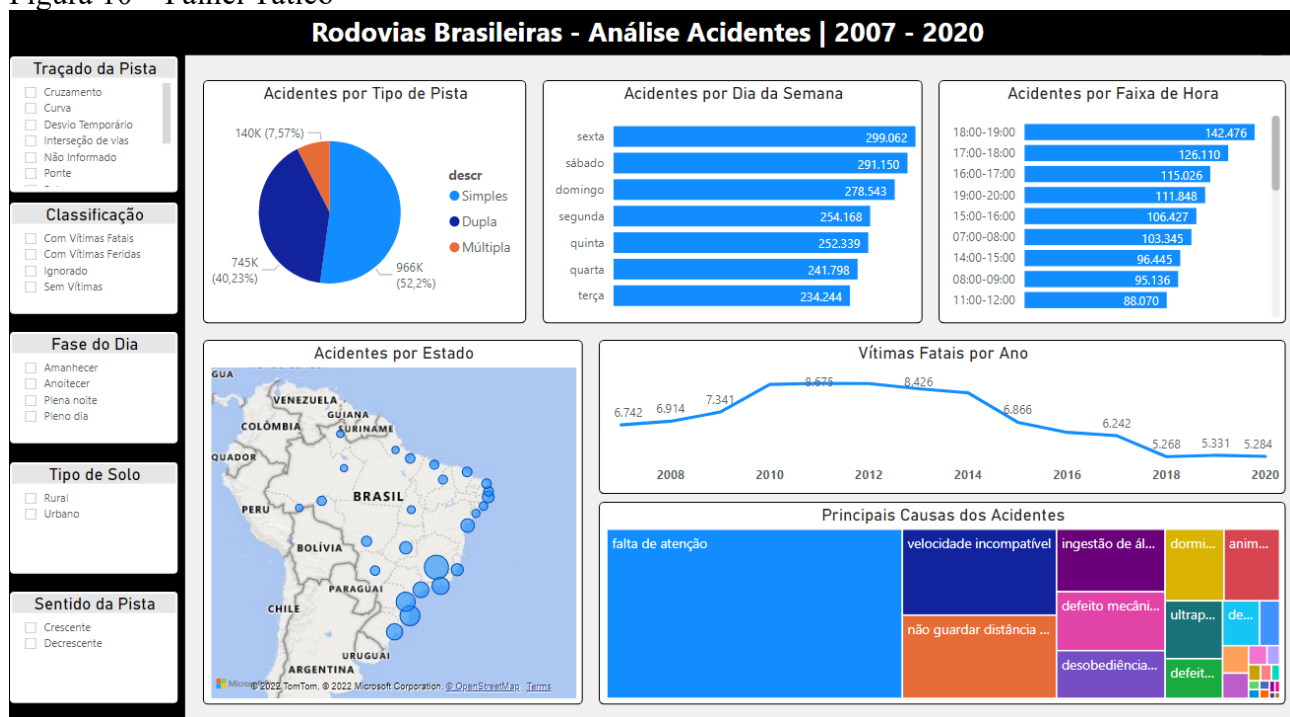 Figura 10 – Painel Tático
Rodovias Brasileiras - Análise Acidentes | 2007 - 2020
Traçado da Pista
Cruzamento
Curva
Desvio Temporário
Interseção de vias
Não Informado
Ponte
Classificação
Com Vítimas Fatais
Com Vítimas Feridas
Ignorado
Sem Vítimas
Fase do Dia
Amanhecer
Anoitecer
Plena noite
Pleno dia
Tipo de Solo
Rural
Urbano
Sentido da Pista
Crescente
Decrescente
Acidentes por Tipo de Pista
140K (7,57%)
745K
(40,23%)
966K
(52,2%)
descr
Simples
Dupla
Múltipla
Acidentes por Dia da Semana
sexta 299.062
sábado 291.150
domingo 278.543
segunda 254.168
quinta 252.339
quarta 241.798
terça 234.244
Acidentes por Faixa de Hora
18:00-19:00 142.476
17:00-18:00 126.110
16:00-17:00 115.026
19:00-20:00 111.848
15:00-16:00 106.427
07:00-08:00 103.345
14:00-15:00 96.445
08:00-09:00 95.136
11:00-12:00 88.070
Acidentes por Estado
GUA
VENEZUELA
GUIANA
COLÔMBIA
SURINAME
QUADOR
BRASIL
PERU
BOLÍVIA
PARAGUAI
CHILE
URUGUAI
ARGENTINA
© 2022 TomTom, © 2022 Microsoft Corporation, © OpenStreetMap Terms
Vítimas Fatais por Ano
6.742 6.914 7.341 8.675 8.426 6.866 6.242 5.268 5.331 5.284
2008 2010 2012 2014 2016 2018 2020
Principais Causas dos Acidentes
falta de atenção
velocidade incompatível
não guardar distância ...
ingestão de ál...
defeito mecâni...
desobediência...
dormi...
ultrap...
defeit...
anim...
de...